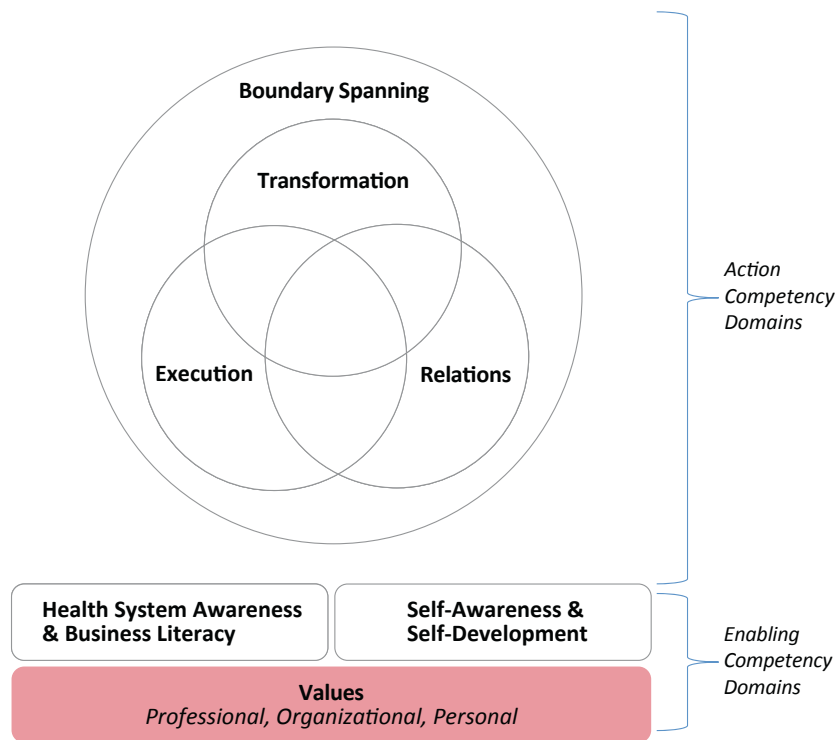 Boundary Spanning
Transformation
Execution
Relations
Action
Competency
Domains
Health System Awareness
& Business Literacy
Self-Awareness &
Self-Development
Enabling
Competency
Domains
Values
Professional, Organizational, Personal